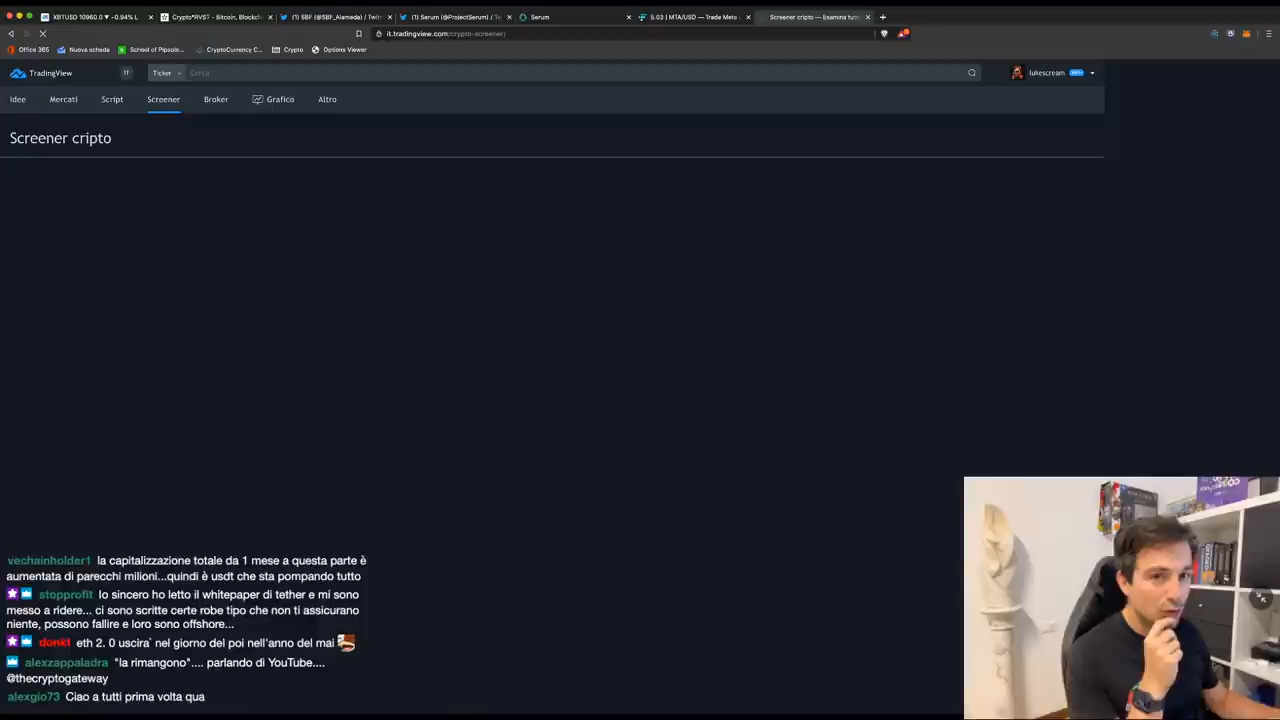 XBTUSD 10960.0 ▼ −0.94% L
Crypto*RVST - Bitcoin, Blockch
(1) SBF (@SBF_Alameda) / Twit
(1) Serum (@ProjectSerum) / Tw
Serum
5.03 | MTA/USD — Trade Meta
Screener cripto — Esamina tutt
it.tradingview.com/crypto-screener/
Office 365
Nuova scheda
School of Pipsolo...
CryptoCurrency C...
Crypto
Options Viewer
TradingView
IT
Ticker
Cerca
lukescream
PRO+
Idee
Mercati
Script
Screener
Broker
Grafico
Altro
Screener cripto
vechainholder1 la capitalizzazione totale da 1 mese a questa parte è
aumentata di parecchi milioni...quindi è usdt che sta pompando tutto
stopprofit Io sincero ho letto il whitepaper di tether e mi sono
messo a ridere... ci sono scritte certe robe tipo che non ti assicurano
niente, possono fallire e loro sono offshore...
donkt eth 2. 0 uscira` nel giorno del poi nell'anno del mai
alexzappaladra "la rimangono".... parlando di YouTube....
@thecryptogateway
alexgio73 Ciao a tutti prima volta qua